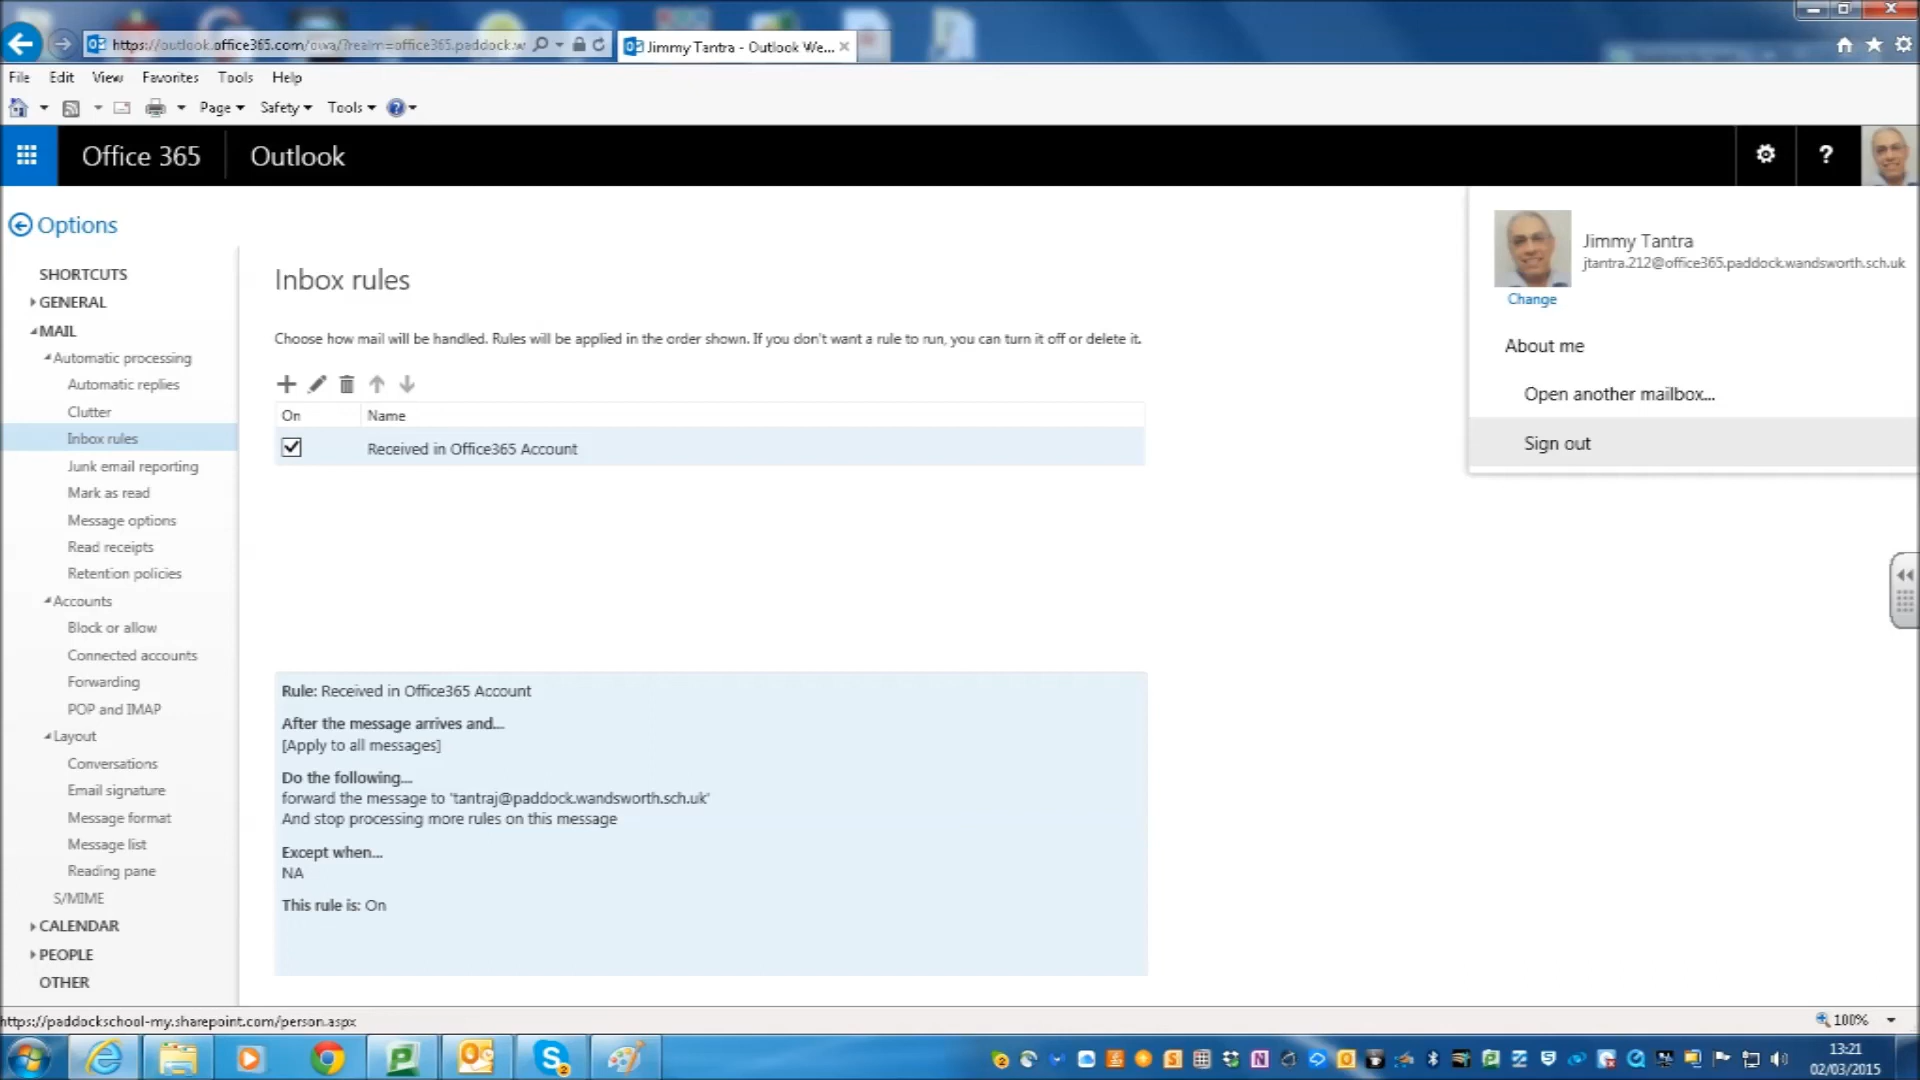 https://outlook.office365.com/owa/?realm=office365.paddock.w
Jimmy Tantra - Outlook We...
File Edit View Favorites Tools Help
Page Safety Tools
Office 365 Outlook
Options
SHORTCUTS
GENERAL
MAIL
Automatic processing
Automatic replies
Clutter
Inbox rules
Junk email reporting
Mark as read
Message options
Read receipts
Retention policies
Accounts
Block or allow
Connected accounts
Forwarding
POP and IMAP
Layout
Conversations
Email signature
Message format
Message list
Reading pane
S/MIME
CALENDAR
PEOPLE
OTHER
Inbox rules
Choose how mail will be handled. Rules will be applied in the order shown. If you don't want a rule to run, you can turn it off or delete it.
On Name
Received in Office365 Account
Rule: Received in Office365 Account
After the message arrives and...
[Apply to all messages]
Do the following...
forward the message to 'tantraj@paddock.wandsworth.sch.uk'
And stop processing more rules on this message
Except when...
NA
This rule is: On
Jimmy Tantra
jtantra.212@office365.paddock.wandsworth.sch.uk
Change
About me
Open another mailbox...
Sign out
https://paddockschool-my.sharepoint.com/person.aspx
100%
13:21
02/03/2015